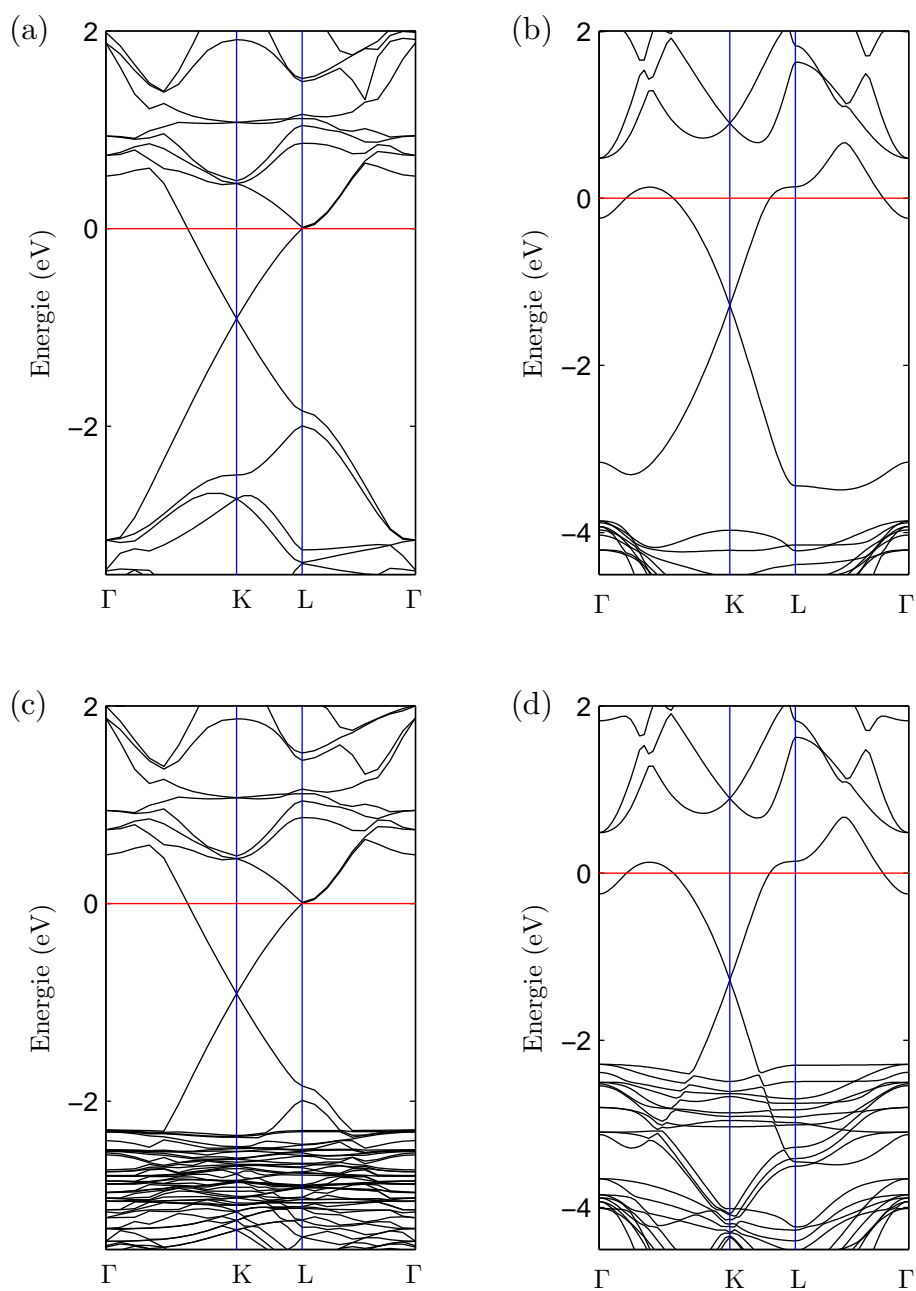 (a)
2
0
−2
Energie (eV)
Γ K L Γ
(b)
2
0
−2
−4
Energie (eV)
Γ K L Γ
(c)
2
0
−2
Energie (eV)
Γ K L Γ
(d)
2
0
−2
−4
Energie (eV)
Γ K L Γ